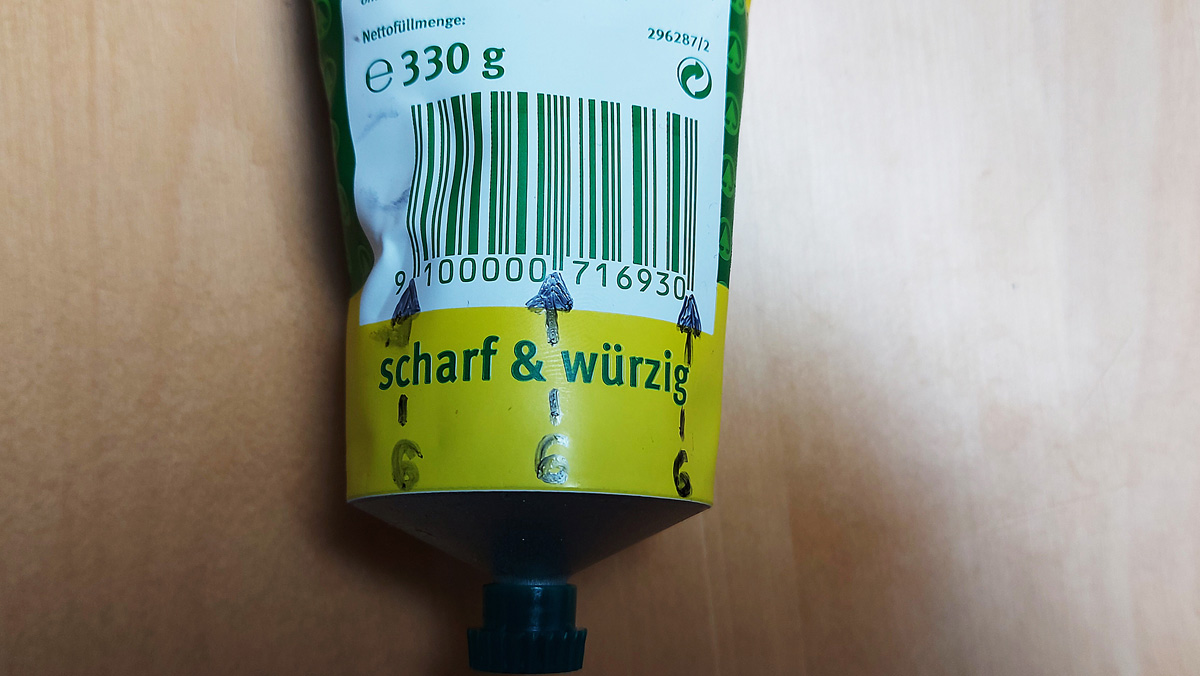 Nettofüllmenge:
296287/2
℮ 330 g
9 100000 716930
scharf & würzig
6 6 6